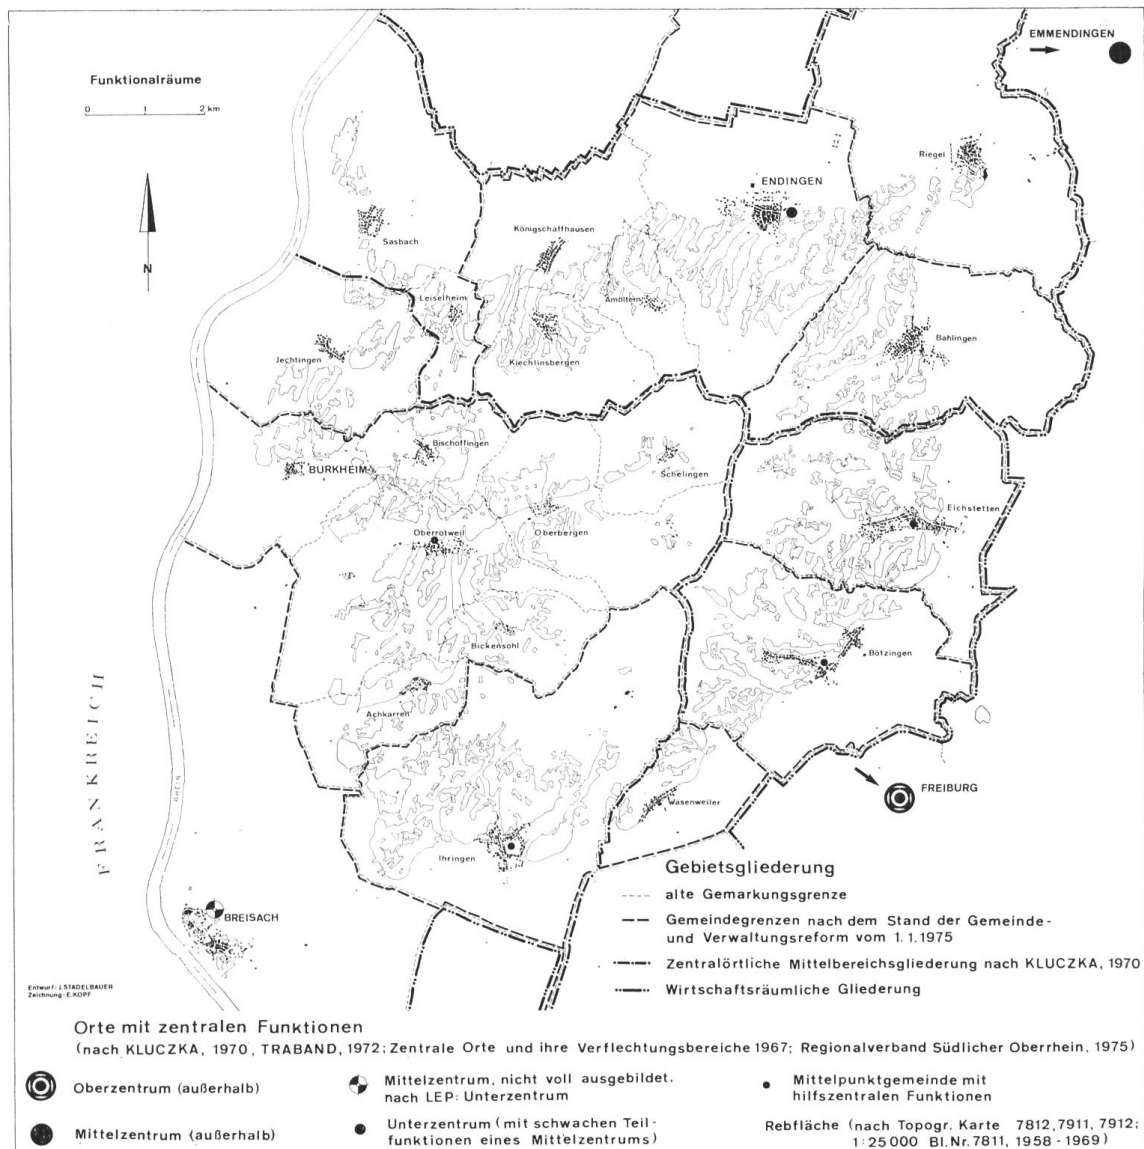 Funktionalräume
0 1 2 km
N
EMMENDINGEN
Riegel
ENDINGEN
Königschaffhausen
Sasbach
Amoltern
Leiselheim
Jechtingen
Kiechlinsbergen
Bahlingen
Bischoffingen
BURKHEIM
Schelingen
Eichstetten
Oberrotweil
Oberbergen
Bickensohl
Bötzingen
Achkarren
FRANKREICH
RHEIN
FREIBURG
Wasenweiler
Ihringen
BREISACH
Gebietsgliederung
alte Gemarkungsgrenze
Gemeindegrenzen nach dem Stand der Gemeinde-
und Verwaltungsreform vom 1.1.1975
Zentralörtliche Mittelbereichsgliederung nach KLUCZKA, 1970
Wirtschaftsräumliche Gliederung
Entwurf: J. STADELBAUER
Zeichnung: E. KOPF
Orte mit zentralen Funktionen
(nach KLUCZKA, 1970, TRABAND, 1972; Zentrale Orte und ihre Verflechtungsbereiche 1967; Regionalverband Südlicher Oberrhein, 1975)
Oberzentrum (außerhalb)
Mittelzentrum (außerhalb)
Mittelzentrum, nicht voll ausgebildet.
nach LEP: Unterzentrum
Unterzentrum (mit schwachen Teil-
funktionen eines Mittelzentrums)
Mittelpunktgemeinde mit
hilfszentralen Funktionen
Rebfläche (nach Topogr. Karte 7812, 7911, 7912;
1:25 000 Bl. Nr. 7811, 1958 - 1969)